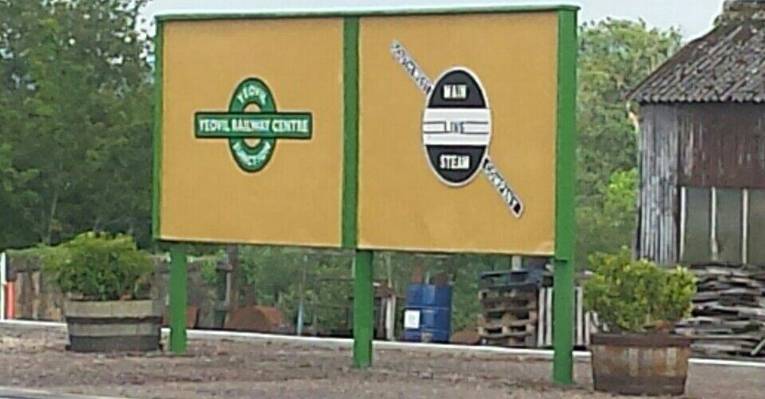 YEOVIL
YEOVIL RAILWAY CENTRE
JUNCTION
MAIN
LINE
STEAM
COMPANY